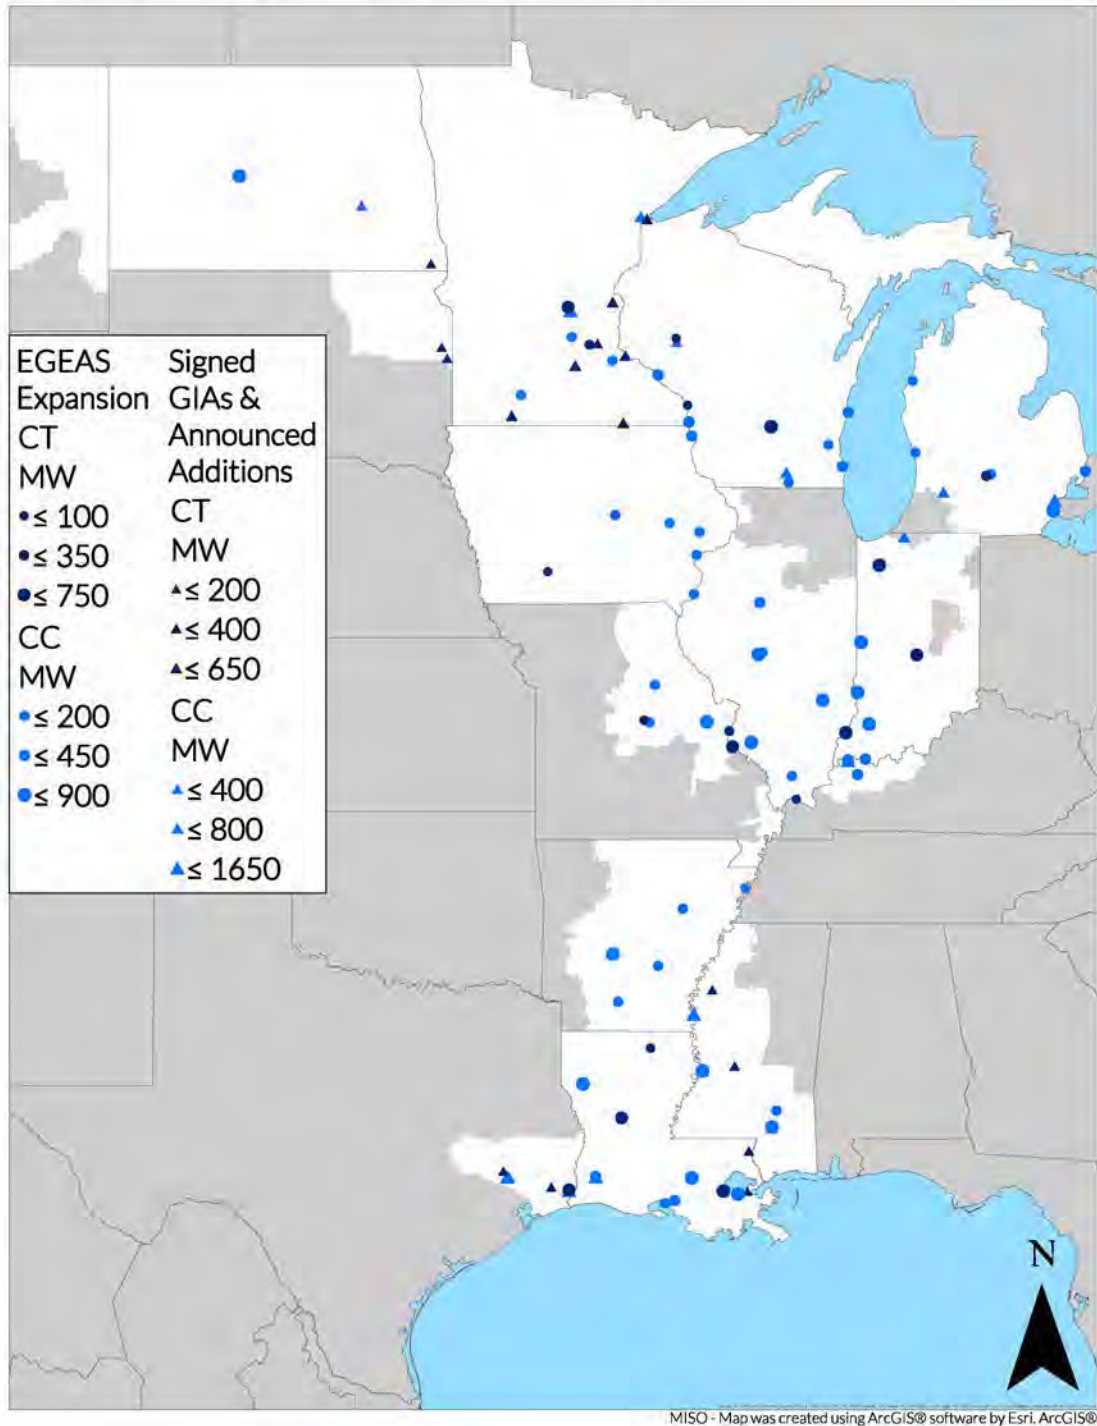 EGEAS
Expansion
CT
MW
≤ 100
≤ 350
≤ 750
CC
MW
≤ 200
≤ 450
≤ 900
Signed
GIAs &
Announced
Additions
CT
MW
≤ 200
≤ 400
≤ 650
CC
MW
≤ 400
≤ 800
≤ 1650
N
MISO - Map was created using ArcGIS® software by Esri. ArcGIS®